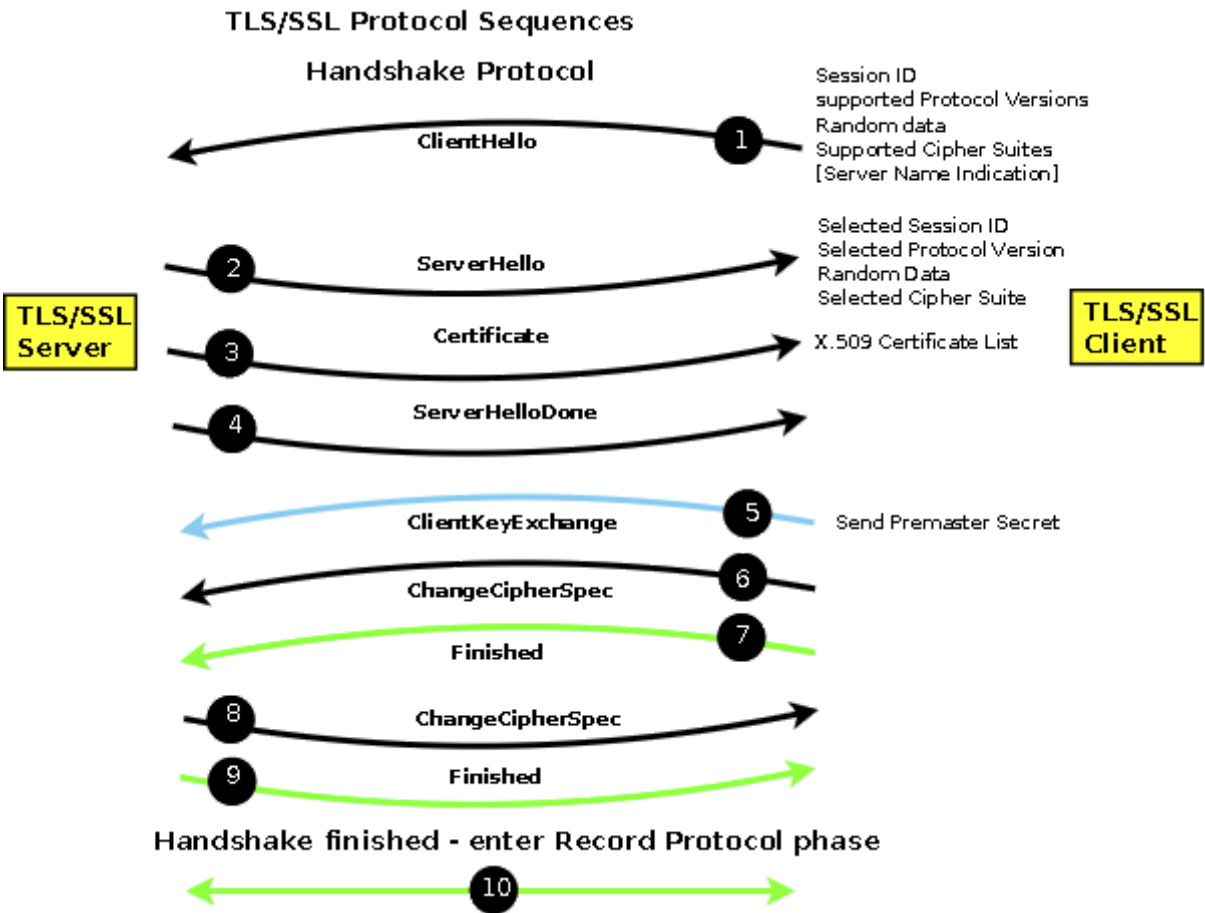 TLS/SSL Protocol Sequences
Handshake Protocol
Session ID
supported Protocol Versions
Random data
Supported Cipher Suites
[Server Name Indication]
ClientHello
1
Selected Session ID
Selected Protocol Version
Random Data
Selected Cipher Suite
2
ServerHello
TLS/SSL
Server
TLS/SSL
Client
3
Certificate
X.509 Certificate List
4
ServerHelloDone
ClientKeyExchange
5
Send Premaster Secret
ChangeCipherSpec
6
Finished
7
8
ChangeCipherSpec
9
Finished
Handshake finished - enter Record Protocol phase
10